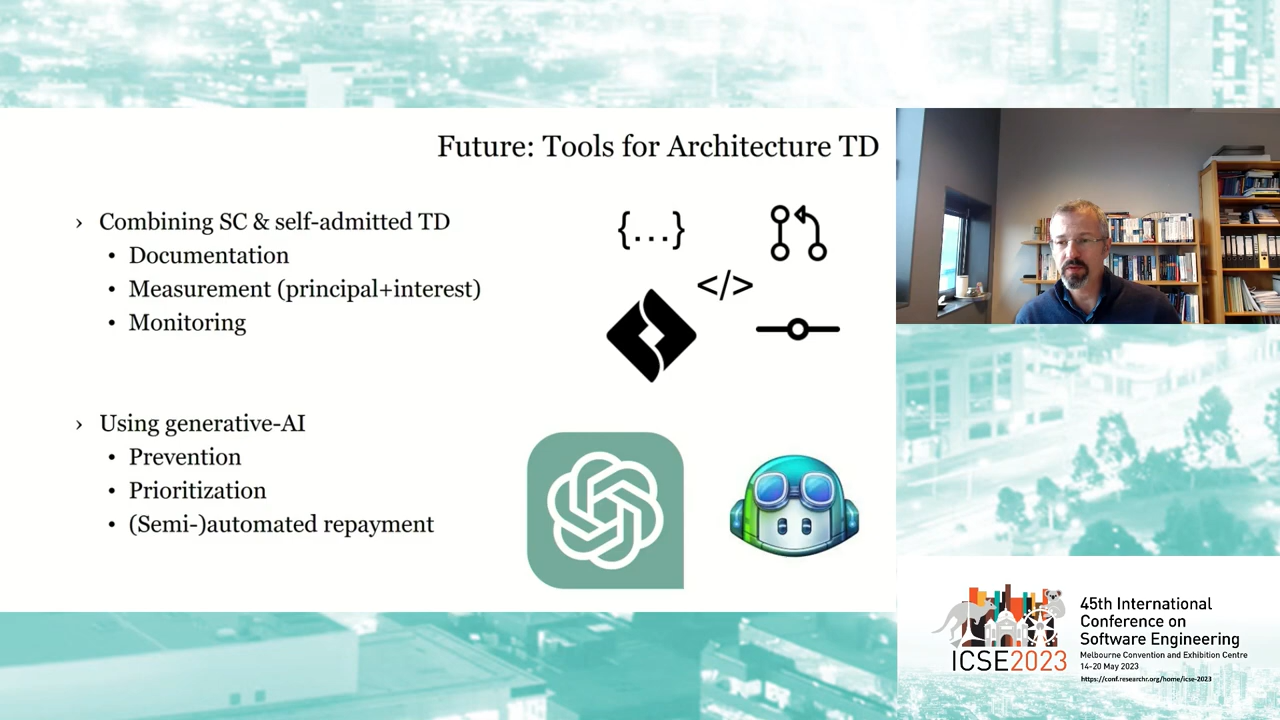 Future: Tools for Architecture TD
› Combining SC & self-admitted TD
• Documentation
• Measurement (principal+interest)
• Monitoring
{...}
</>
› Using generative-AI
• Prevention
• Prioritization
• (Semi-)automated repayment
ICSE2023
45th International
Conference on
Software Engineering
Melbourne Convention and Exhibition Centre
14-20 May 2023
https://conf.researchr.org/home/icse-2023